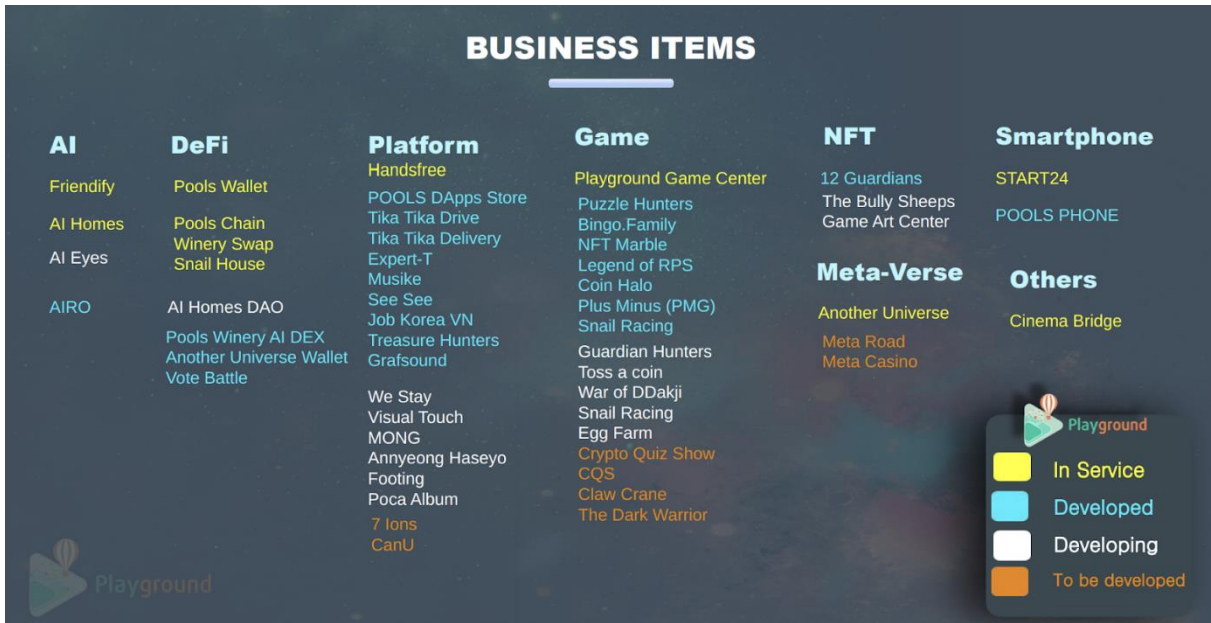 BUSINESS ITEMS
AI
Friendify
AI Homes
AI Eyes
AIRO
DeFi
Pools Wallet
Pools Chain
Winery Swap
Snail House
AI Homes DAO
Pools Winery AI DEX
Another Universe Wallet
Vote Battle
Platform
Handsfree
POOLS DApps Store
Tika Tika Drive
Tika Tika Delivery
Expert-T
Musike
See See
Job Korea VN
Treasure Hunters
Grafsound
We Stay
Visual Touch
MONG
Annyeong Haseyo
Footing
Poca Album
7 Ions
CanU
Game
Playground Game Center
Puzzle Hunters
Bingo.Family
NFT Marble
Legend of RPS
Coin Halo
Plus Minus (PMG)
Snail Racing
Guardian Hunters
Toss a coin
War of DDakji
Snail Racing
Egg Farm
Crypto Quiz Show
CQS
Claw Crane
The Dark Warrior
NFT
12 Guardians
The Bully Sheeps
Game Art Center
Meta-Verse
Another Universe
Meta Road
Meta Casino
Smartphone
START24
POOLS PHONE
Others
Cinema Bridge
Playground
In Service
Developed
Developing
To be developed
Playground